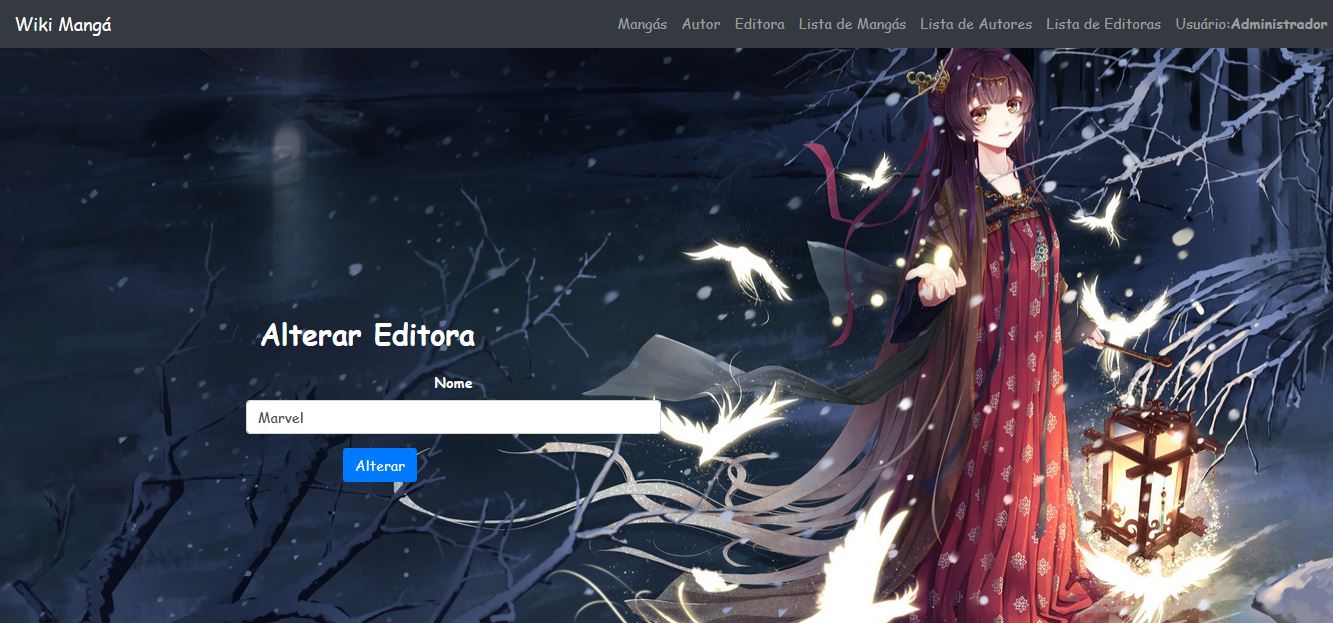 Wiki Mangá Mangás Autor Editora Lista de Mangás Lista de Autores Lista de Editoras Usuário:Administrador
Alterar Editora
Nome
Marvel
Alterar